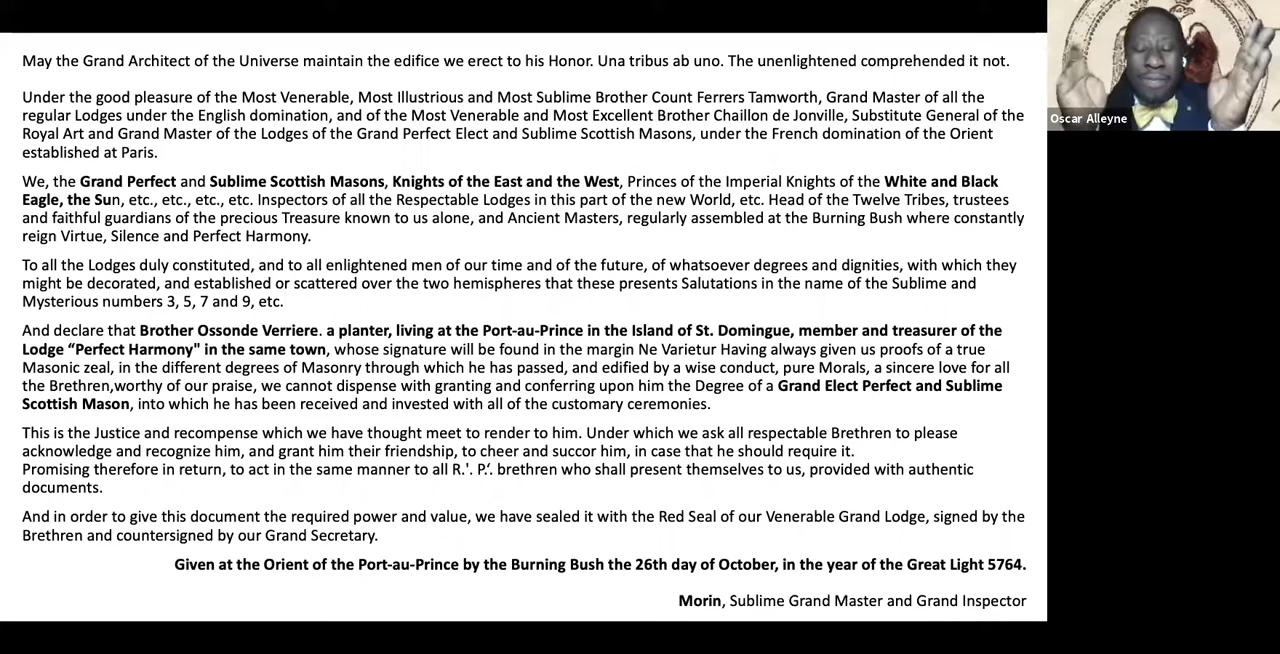 May the Grand Architect of the Universe maintain the edifice we erect to his Honor. Una tribus ab uno. The unenlightened comprehended it not.
Under the good pleasure of the Most Venerable, Most Illustrious and Most Sublime Brother Count Ferrers Tamworth, Grand Master of all the
regular Lodges under the English domination, and of the Most Venerable and Most Excellent Brother Chaillon de Jonville, Substitute General of the
Royal Art and Grand Master of the Lodges of the Grand Perfect Elect and Sublime Scottish Masons, under the French domination of the Orient
established at Paris.
We, the Grand Perfect and Sublime Scottish Masons, Knights of the East and the West, Princes of the Imperial Knights of the White and Black
Eagle, the Sun, etc., etc., etc., etc. Inspectors of all the Respectable Lodges in this part of the new World, etc. Head of the Twelve Tribes, trustees
and faithful guardians of the precious Treasure known to us alone, and Ancient Masters, regularly assembled at the Burning Bush where constantly
reign Virtue, Silence and Perfect Harmony.
To all the Lodges duly constituted, and to all enlightened men of our time and of the future, of whatsoever degrees and dignities, with which they
might be decorated, and established or scattered over the two hemispheres that these presents Salutations in the name of the Sublime and
Mysterious numbers 3, 5, 7 and 9, etc.
And declare that Brother Ossonde Verriere. a planter, living at the Port-au-Prince in the Island of St. Domingue, member and treasurer of the
Lodge “Perfect Harmony" in the same town, whose signature will be found in the margin Ne Varietur Having always given us proofs of a true
Masonic zeal, in the different degrees of Masonry through which he has passed, and edified by a wise conduct, pure Morals, a sincere love for all
the Brethren,worthy of our praise, we cannot dispense with granting and conferring upon him the Degree of a Grand Elect Perfect and Sublime
Scottish Mason, into which he has been received and invested with all of the customary ceremonies.
This is the Justice and recompense which we have thought meet to render to him. Under which we ask all respectable Brethren to please
acknowledge and recognize him, and grant him their friendship, to cheer and succor him, in case that he should require it.
Promising therefore in return, to act in the same manner to all R.'. P.‘. brethren who shall present themselves to us, provided with authentic
documents.
And in order to give this document the required power and value, we have sealed it with the Red Seal of our Venerable Grand Lodge, signed by the
Brethren and countersigned by our Grand Secretary.
Given at the Orient of the Port-au-Prince by the Burning Bush the 26th day of October, in the year of the Great Light 5764.
Morin, Sublime Grand Master and Grand Inspector
Oscar Alleyne